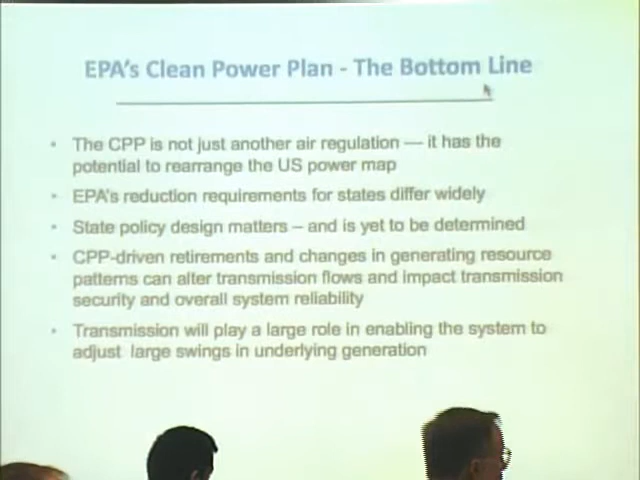 EPA's Clean Power Plan - The Bottom Line
• The CPP is not just another air regulation — it has the
potential to rearrange the US power map
• EPA's reduction requirements for states differ widely
• State policy design matters – and is yet to be determined
• CPP-driven retirements and changes in generating resource
patterns can alter transmission flows and impact transmission
security and overall system reliability
• Transmission will play a large role in enabling the system to
adjust large swings in underlying generation